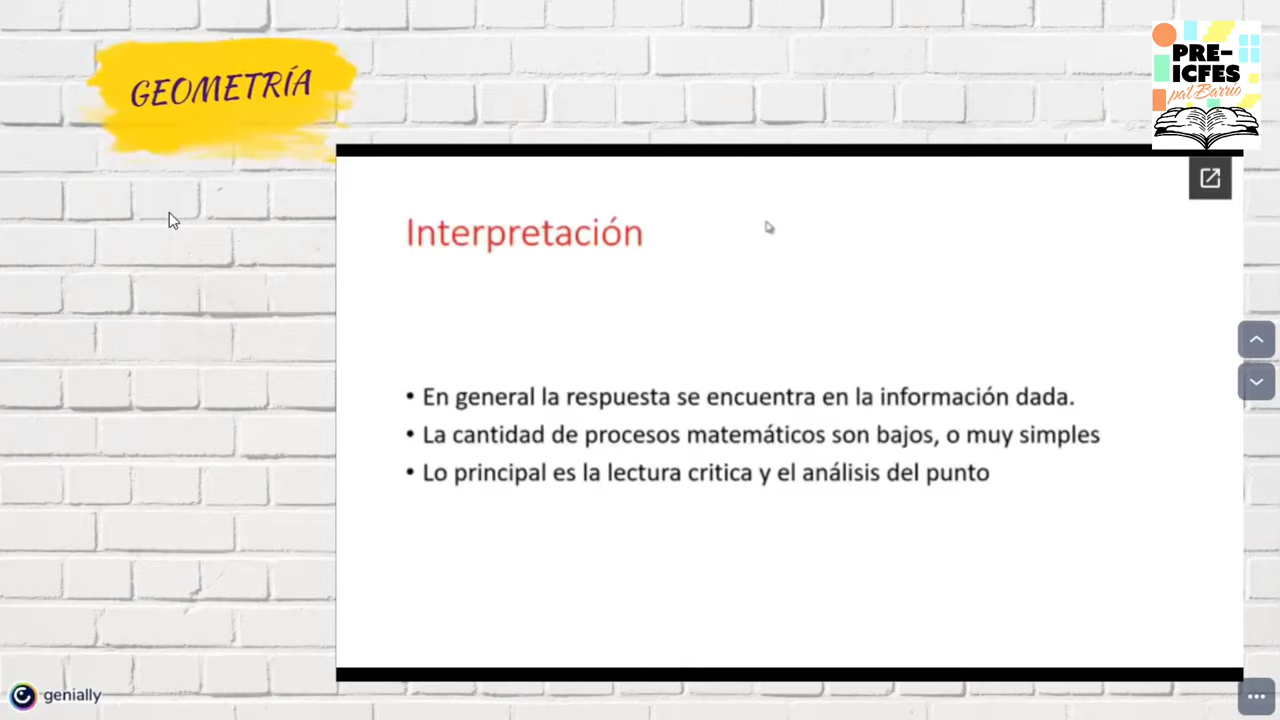 GEOMETRÍA
PRE-
ICFES
pal Barrio
Interpretación
• En general la respuesta se encuentra en la información dada.
• La cantidad de procesos matemáticos son bajos, o muy simples
• Lo principal es la lectura critica y el análisis del punto
genially